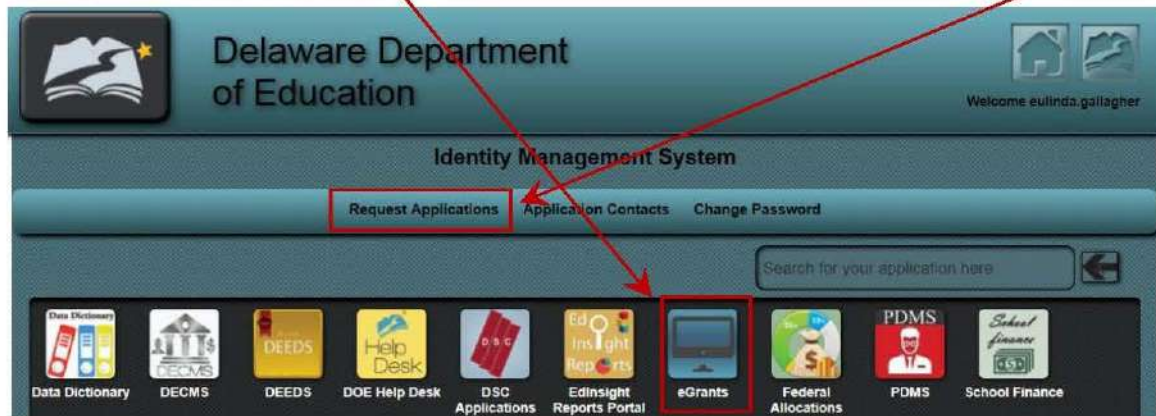 Delaware Department
of Education
Welcome eulinda.gallagher
Identity Management System
Request Applications Application Contacts Change Password
Search for your application here
Data Dictionary
DECMS
DEEDS
Help
Desk
DSC
Ed
Insight
Reports
PDMS
School
finance
Data Dictionary DECMS DEEDS DOE Help Desk DSC
Applications Edinsight
Reports Portal eGrants Federal
Allocations PDMS School Finance